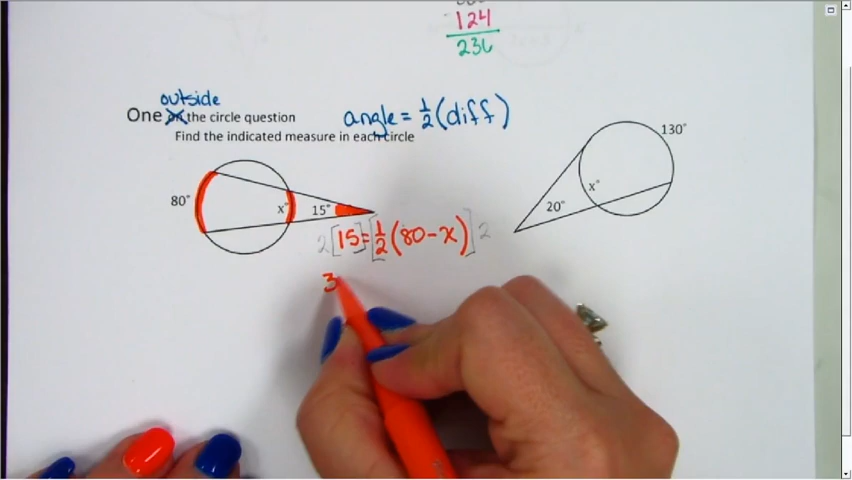 124
236
outside
One on the circle question
angle = 1/2 (diff)
Find the indicated measure in each circle
130°
80°
x°
15°
x°
20°
2[15]=[1/2(80-x)]2
3